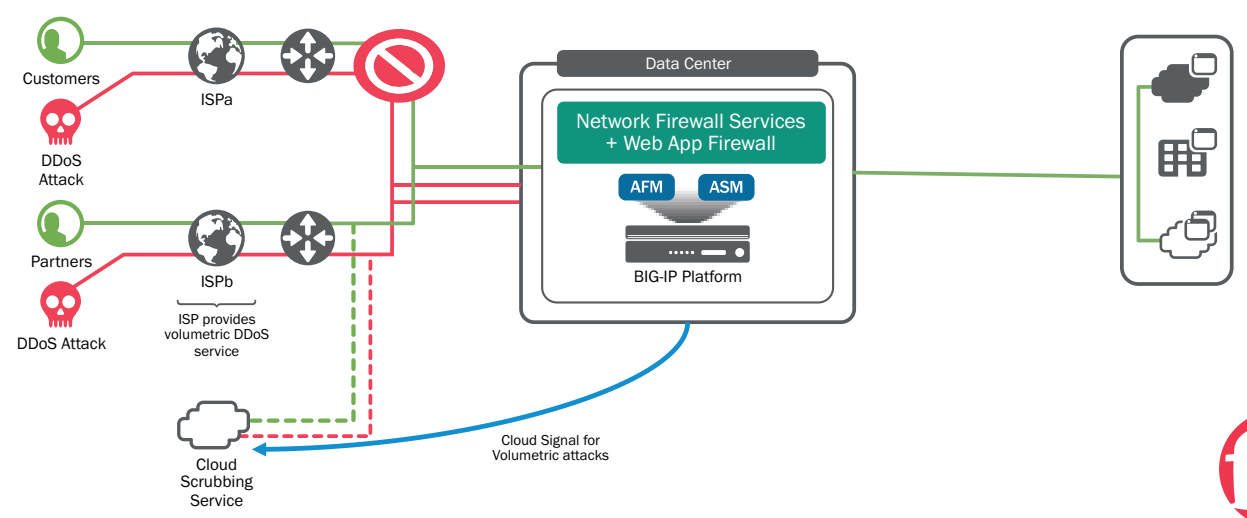 Customers
ISPa
DDoS
Attack
Partners
ISPb
DDoS Attack
ISP provides
volumetric DDoS
service
Cloud
Scrubbing
Service
Data Center
Network Firewall Services
+ Web App Firewall
AFM
ASM
BIG-IP Platform
Cloud Signal for
Volumetric attacks